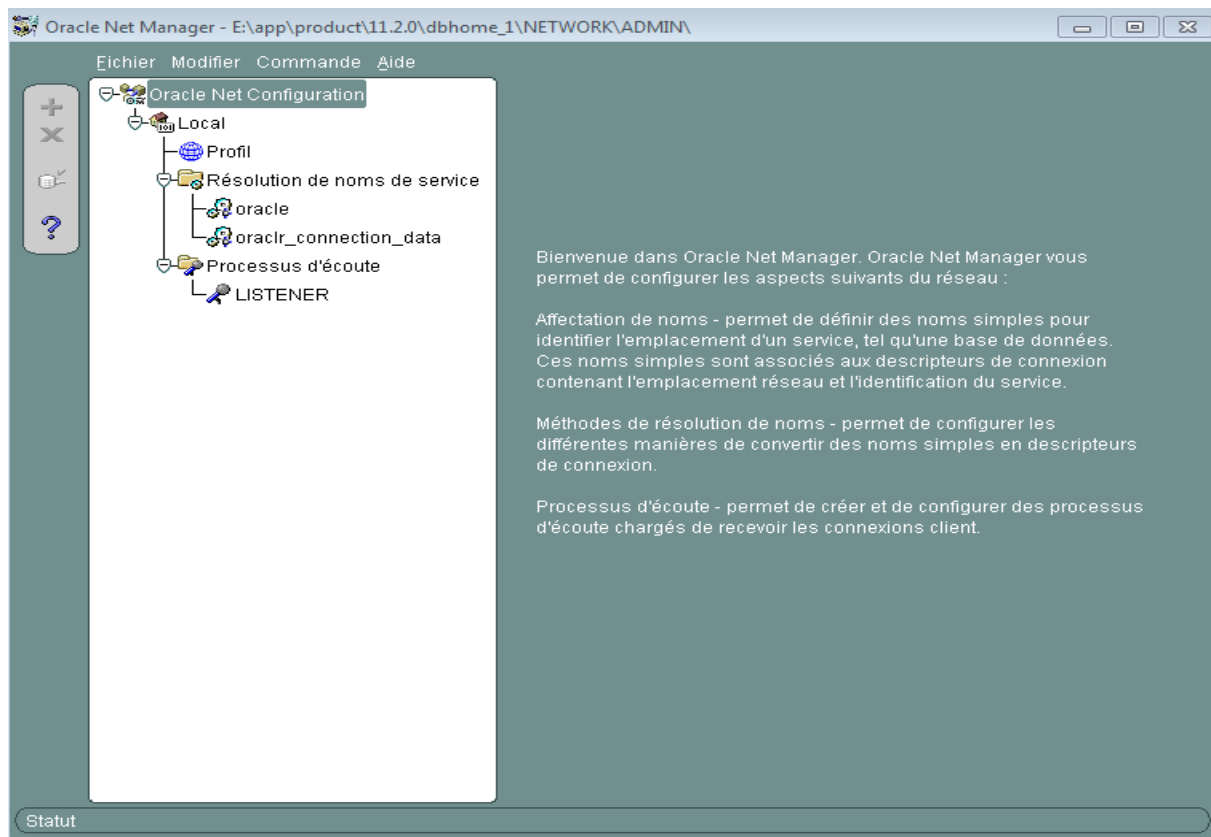 Oracle Net Manager - E:\app\product\11.2.0\dbhome_1\NETWORK\ADMIN\
Fichier Modifier Commande Aide
Oracle Net Configuration
Local
Profil
Résolution de noms de service
oracle
oraclr_connection_data
Processus d'écoute
LISTENER
Bienvenue dans Oracle Net Manager. Oracle Net Manager vous
permet de configurer les aspects suivants du réseau :
Affectation de noms - permet de définir des noms simples pour
identifier l'emplacement d'un service, tel qu'une base de données.
Ces noms simples sont associés aux descripteurs de connexion
contenant l'emplacement réseau et l'identification du service.
Méthodes de résolution de noms - permet de configurer les
différentes manières de convertir des noms simples en descripteurs
de connexion.
Processus d'écoute - permet de créer et de configurer des processus
d'écoute chargés de recevoir les connexions client.
Statut